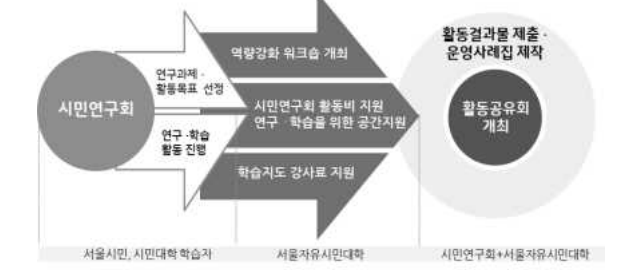 시민연구회
연구과제 ·
활동목표 선정
연구 ·학습
활동 진행
역량강화 워크숍 개최
시민연구회 활동비 지원
연구 ·학습을 위한 공간지원
학습지도 강사료 지원
활동결과물 제출 ·
운영사례집 제작
활동공유회
개최
서울시민, 시민대학 학습자
서울자유시민대학
시민연구회+서울자유시민대학